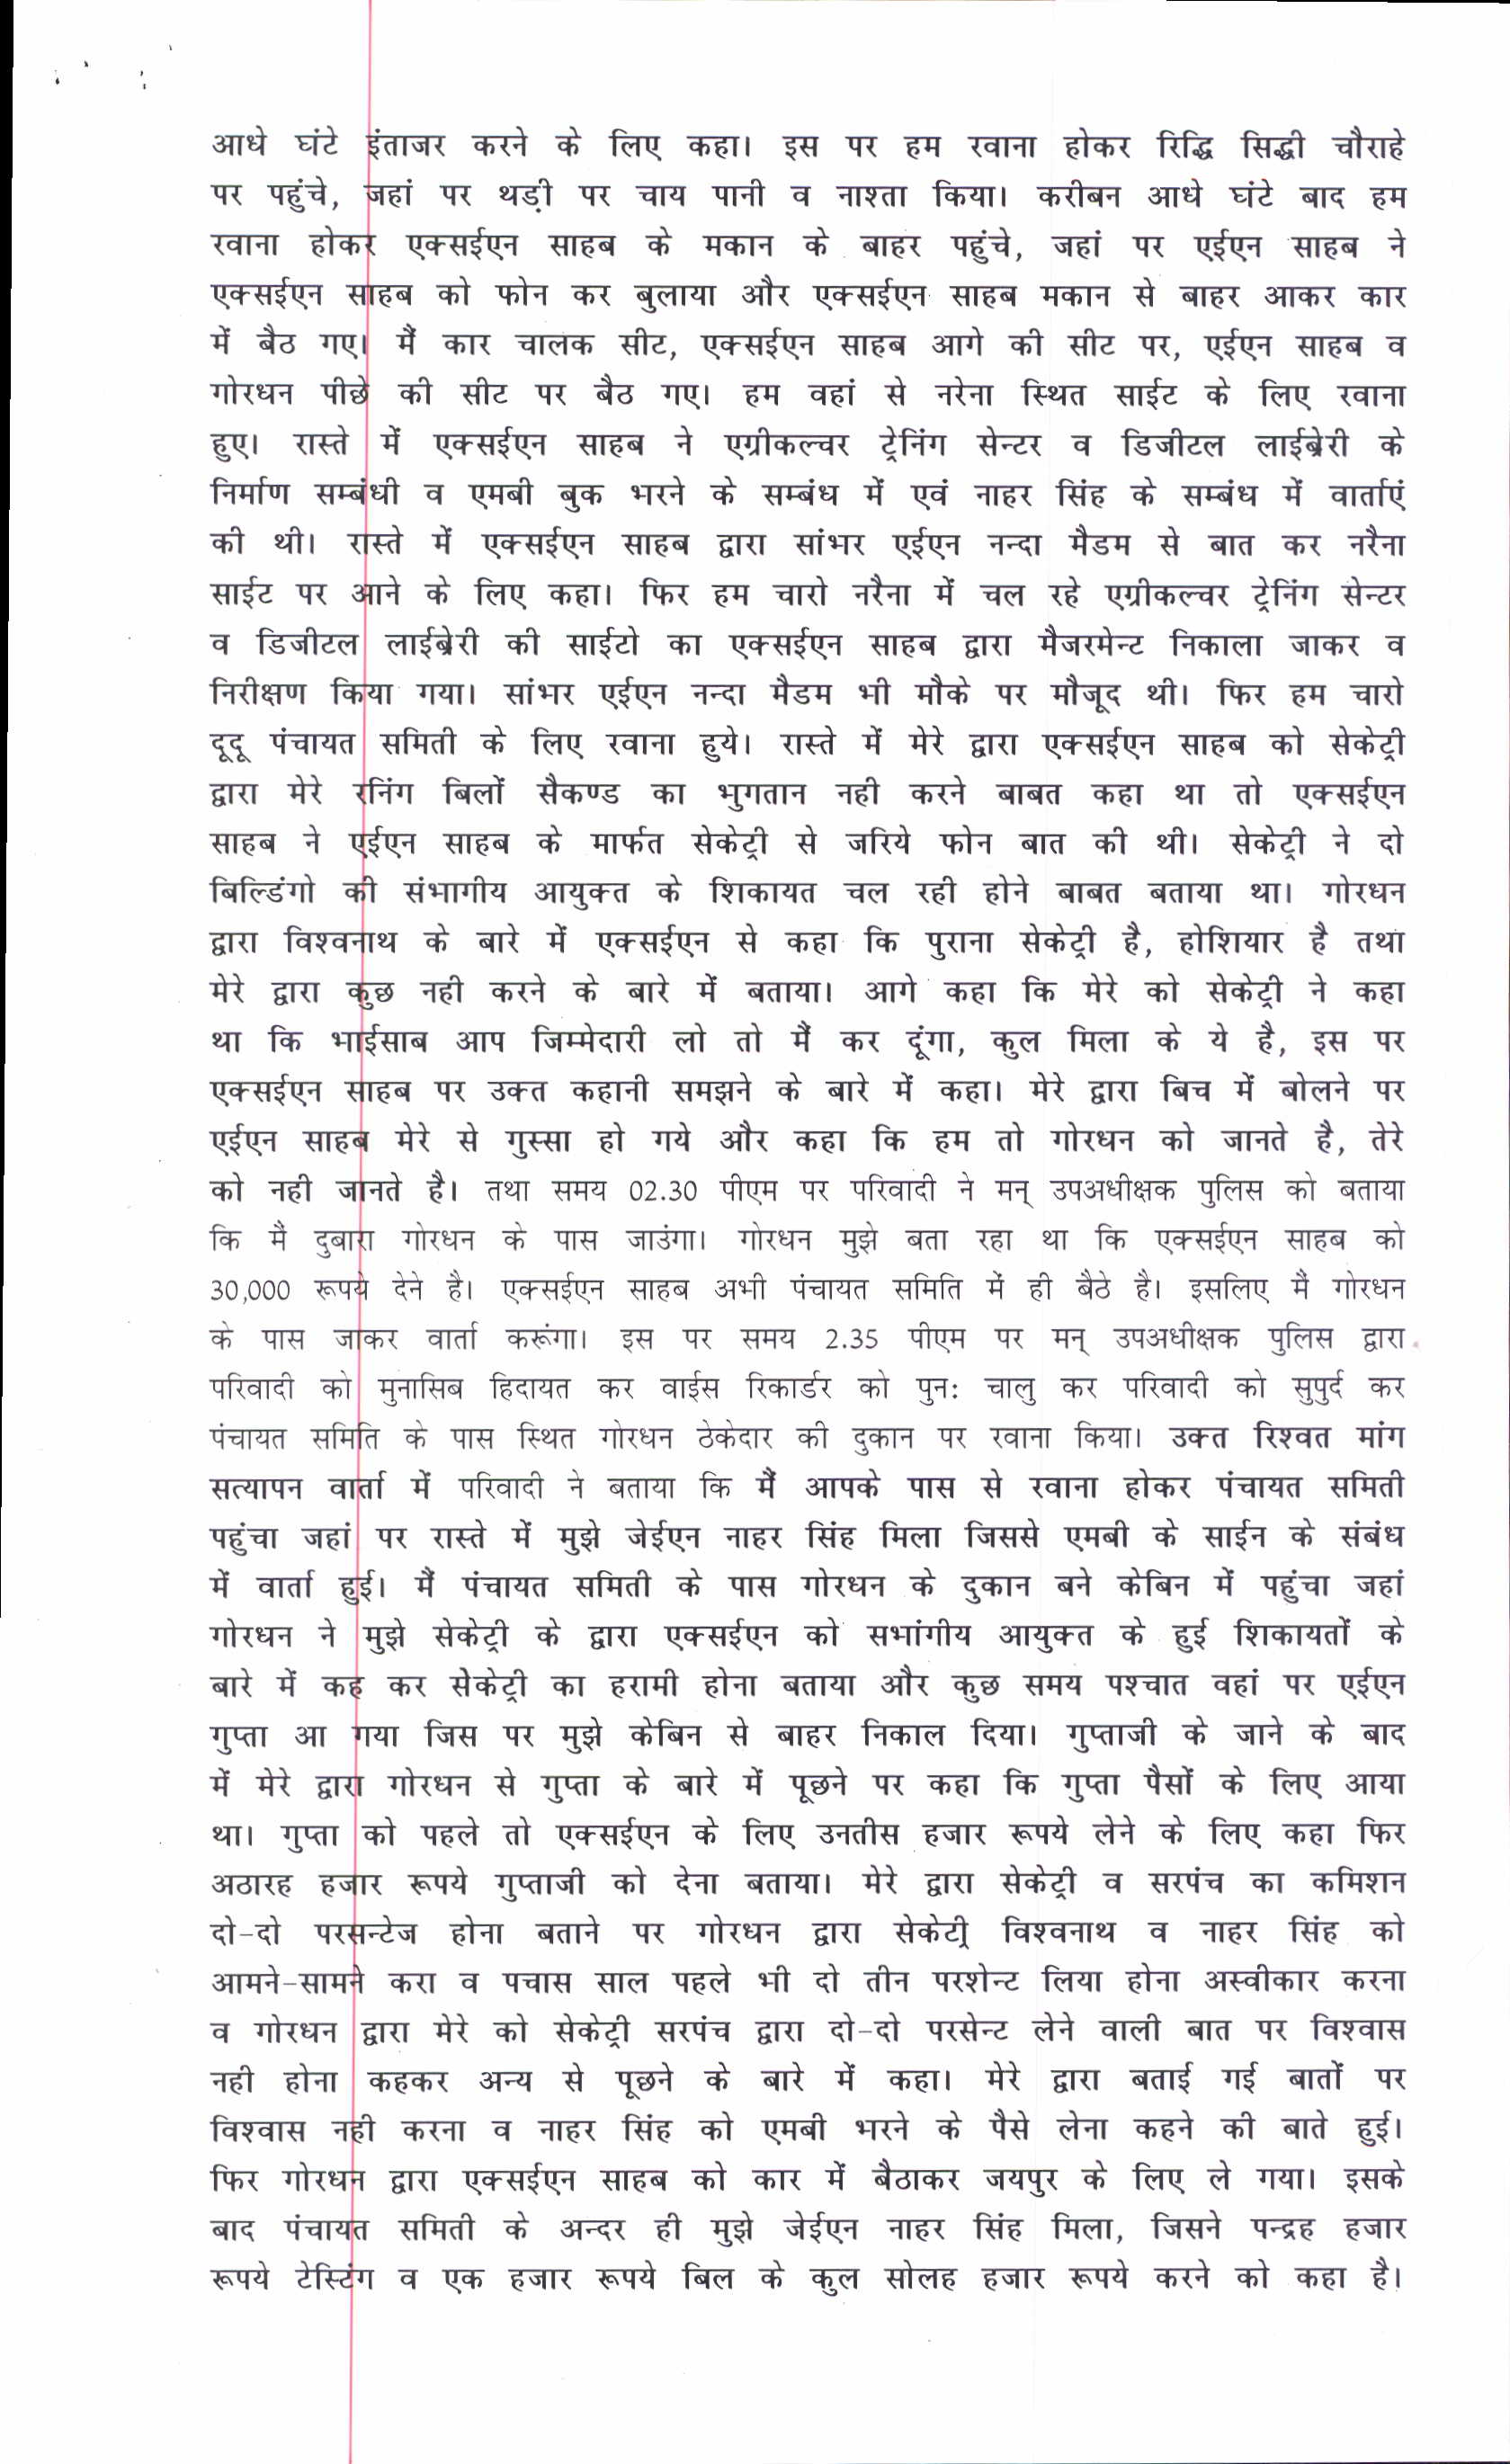 आधे घंटे इंताजर करने के लिए कहा। इस पर हम रवाना होकर रिद्धि सिद्धी चौराहे
पर पहुंचे, जहां पर थड़ी पर चाय पानी व नाश्ता किया। करीबन आधे घंटे बाद हम
रवाना होकर एक्सईएन साहब के मकान के बाहर पहुंचे, जहां पर एईएन साहब ने
एक्सईएन साहब को फोन कर बुलाया और एक्सईएन साहब मकान से बाहर आकर कार
में बैठ गए। मैं कार चालक सीट, एक्सईएन साहब आगे की सीट पर, एईएन साहब व
गोरधन पीछे की सीट पर बैठ गए। हम वहां से नरेना स्थित साईट के लिए रवाना
हुए। रास्ते में एक्सईएन साहब ने एग्रीकल्चर ट्रेनिंग सेन्टर व डिजीटल लाईब्रेरी के
निर्माण सम्बंधी व एमबी बुक भरने के सम्बंध में एवं नाहर सिंह के सम्बंध में वार्ताएं
की थी। रास्ते में एक्सईएन साहब द्वारा सांभर एईएन नन्दा मैडम से बात कर नरैना
साईट पर आने के लिए कहा। फिर हम चारो नरैना में चल रहे एग्रीकल्चर ट्रेनिंग सेन्टर
व डिजीटल लाईब्रेरी की साईटो का एक्सईएन साहब द्वारा मैजरमेन्ट निकाला जाकर व
निरीक्षण किया गया। सांभर एईएन नन्दा मैडम भी मौके पर मौजूद थी। फिर हम चारो
दूदू पंचायत समिती के लिए रवाना हुये। रास्ते में मेरे द्वारा एक्सईएन साहब को सेकेट्री
द्वारा मेरे रनिंग बिलों सैकण्ड का भुगतान नही करने बाबत कहा था तो एक्सईएन
साहब ने एईएन साहब के मार्फत सेकेट्री से जरिये फोन बात की थी। सेकेट्री ने दो
बिल्डिंगो की संभागीय आयुक्त के शिकायत चल रही होने बाबत बताया था। गोरधन
द्वारा विश्वनाथ के बारे में एक्सईएन से कहा कि पुराना सेकेट्री है, होशियार है तथा
मेरे द्वारा कुछ नही करने के बारे में बताया। आगे कहा कि मेरे को सेकेट्री ने कहा
था कि भाईसाब आप जिम्मेदारी लो तो मैं कर दूंगा, कुल मिला के ये है, इस पर
एक्सईएन साहब पर उक्त कहानी समझने के बारे में कहा। मेरे द्वारा बिच में बोलने पर
एईएन साहब मेरे से गुस्सा हो गये और कहा कि हम तो गोरधन को जानते है, तेरे
को नही जानते है। तथा समय 02.30 पीएम पर परिवादी ने मन् उपअधीक्षक पुलिस को बताया
कि मैं दुबारा गोरधन के पास जाउंगा। गोरधन मुझे बता रहा था कि एक्सईएन साहब को
30,000 रूपये देने है। एक्सईएन साहब अभी पंचायत समिति में ही बैठे है। इसलिए मैं गोरधन
के पास जाकर वार्ता करूंगा। इस पर समय 2.35 पीएम पर मन् उपअधीक्षक पुलिस द्वारा
परिवादी को मुनासिब हिदायत कर वाईस रिकार्डर को पुनः चालु कर परिवादी को सुपुर्द कर
पंचायत समिति के पास स्थित गोरधन ठेकेदार की दुकान पर रवाना किया। उक्त रिश्वत मांग
सत्यापन वार्ता में परिवादी ने बताया कि मैं आपके पास से रवाना होकर पंचायत समिती
पहुंचा जहां पर रास्ते में मुझे जेईएन नाहर सिंह मिला जिससे एमबी के साईन के संबंध
में वार्ता हुई। मैं पंचायत समिती के पास गोरधन के दुकान बने केबिन में पहुंचा जहां
गोरधन ने मुझे सेकेट्री के द्वारा एक्सईएन को सभांगीय आयुक्त के हुई शिकायतों के
बारे में कह कर सेकेट्री का हरामी होना बताया और कुछ समय पश्चात वहां पर एईएन
गुप्ता आ गया जिस पर मुझे केबिन से बाहर निकाल दिया। गुप्ताजी के जाने के बाद
में मेरे द्वारा गोरधन से गुप्ता के बारे में पूछने पर कहा कि गुप्ता पैसों के लिए आया
था। गुप्ता को पहले तो एक्सईएन के लिए उनतीस हजार रूपये लेने के लिए कहा फिर
अठारह हजार रूपये गुप्ताजी को देना बताया। मेरे द्वारा सेकेट्री व सरपंच का कमिशन
दो-दो परसन्टेज होना बताने पर गोरधन द्वारा सेकेट्री विश्वनाथ व नाहर सिंह को
आमने-सामने करा व पचास साल पहले भी दो तीन परशेन्ट लिया होना अस्वीकार करना
व गोरधन द्वारा मेरे को सेकेट्री सरपंच द्वारा दो-दो परसेन्ट लेने वाली बात पर विश्वास
नही होना कहकर अन्य से पूछने के बारे में कहा। मेरे द्वारा बताई गई बातों पर
विश्वास नही करना व नाहर सिंह को एमबी भरने के पैसे लेना कहने की बाते हुई।
फिर गोरधन द्वारा एक्सईएन साहब को कार में बैठाकर जयपुर के लिए ले गया। इसके
बाद पंचायत समिती के अन्दर ही मुझे जेईएन नाहर सिंह मिला, जिसने पन्द्रह हजार
रूपये टेस्टिंग व एक हजार रूपये बिल के कुल सोलह हजार रूपये करने को कहा है।